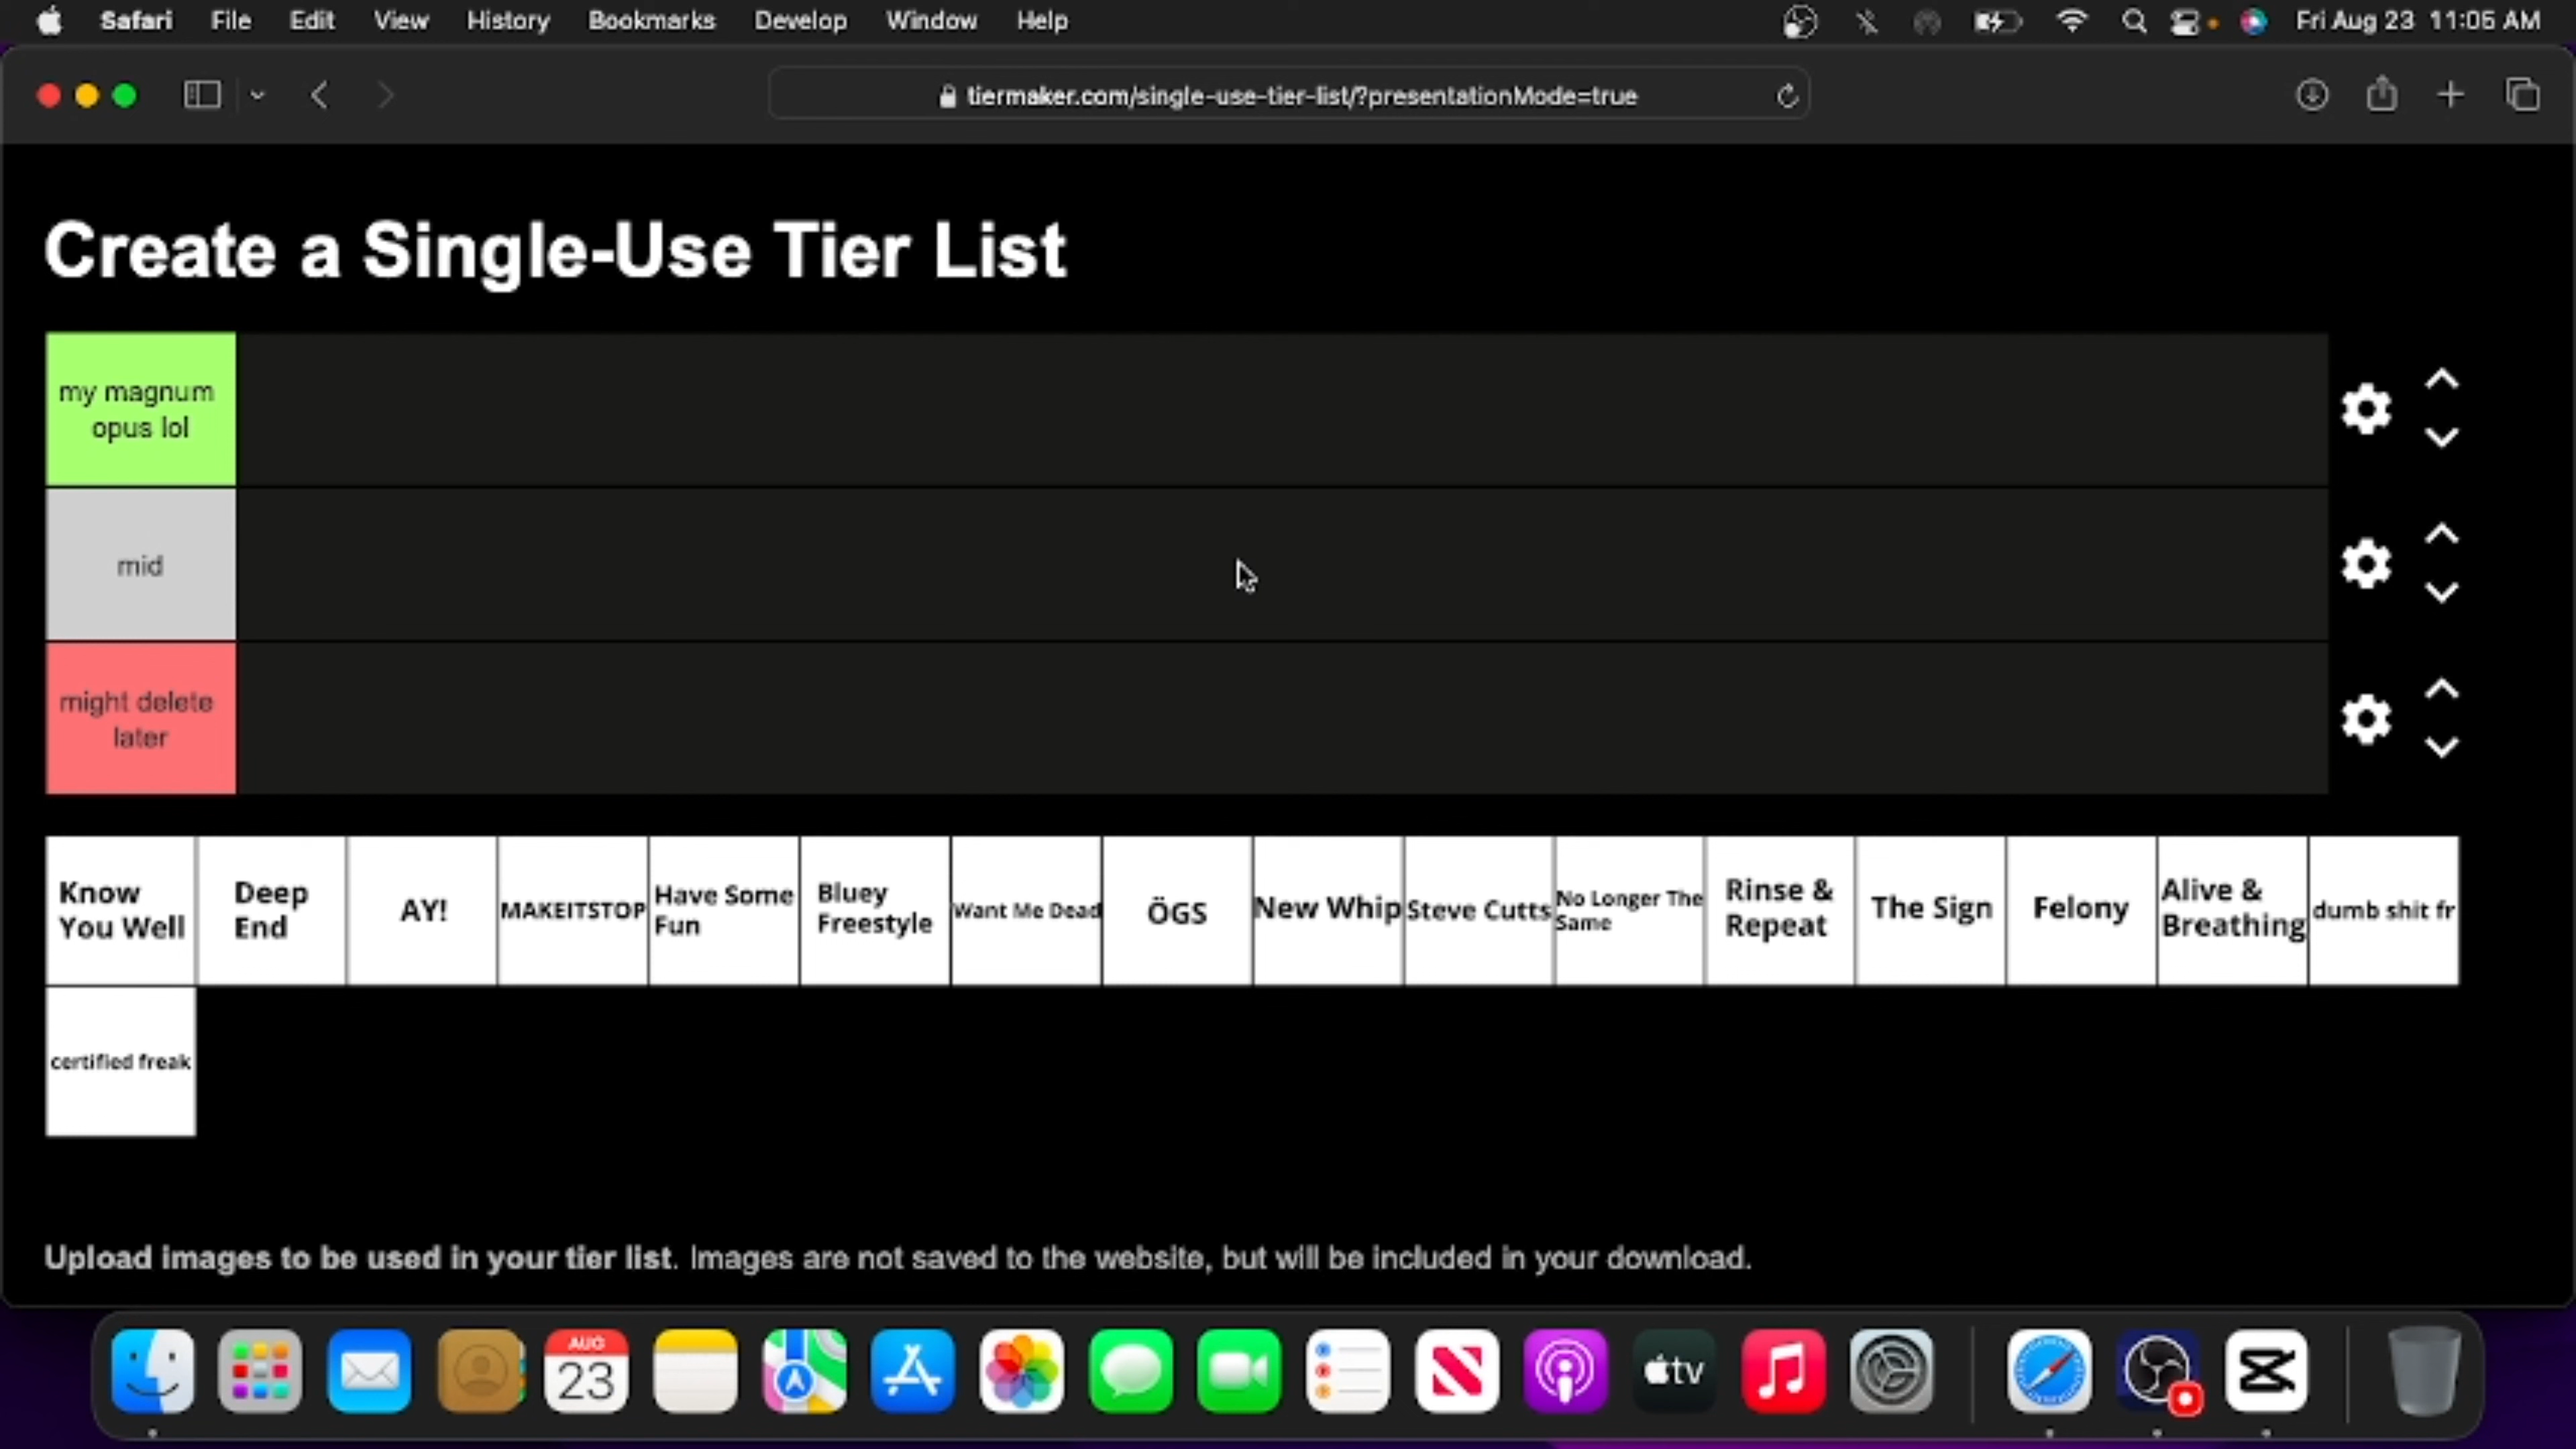 Safari File Edit View History Bookmarks Develop Window Help Fri Aug 23 11:05 AM
tiermaker.com/single-use-tier-list/?presentationMode=true
Create a Single-Use Tier List
my magnum
opus lol
mid
might delete
later
Know
You Well
Deep
End
AY!
MAKEITSTOP
Have Some
Fun
Bluey
Freestyle
Want Me Dead
ÖGS
New Whip
Steve Cutts
No Longer The
Same
Rinse &
Repeat
The Sign
Felony
Alive &
Breathing
dumb shit fr
certified freak
Upload images to be used in your tier list. Images are not saved to the website, but will be included in your download.
AUG
23
tv